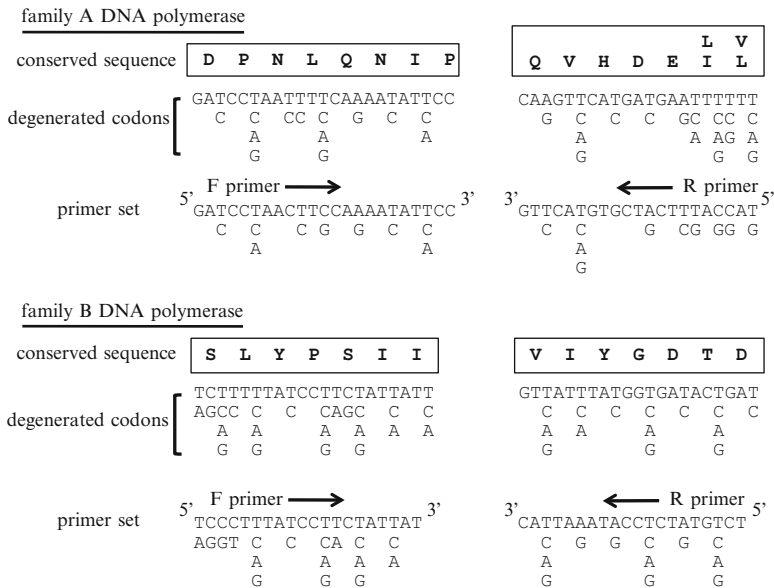 family A DNA polymerase
conserved sequence
D P N L Q N I P
L V
Q V H D E I L
degenerated codons
GATCCTAATTTTCAAAATATTCC
C C CC C G C C
A A A
G G
CAAGTTCATGATGAATTTTTT
G C C C GC CC C
A A AG A
G G G
primer set
5' F primer 3'
GATCCTAACTTCCAAAATATTCC
C C C G G C C
A A
3' R primer 5'
GTTCATGTGCTACTTTACCAT
C C G CG GG G
A
G
family B DNA polymerase
conserved sequence
S L Y P S I I
V I Y G D T D
degenerated codons
TCTTTTTATCCTTCTATTATT
AGCC C C CAGC C C
A A A A A A
G G G G
GTTATTTATGGTGATACTGAT
C C C C C C C
A A A A
G G G
primer set
5' F primer 3'
TCCCTTTATCCTTCTATTAT
AGGT C C CA C C
A A A A
G G G
3' R primer 5'
CATTAAATACCTCTATGTCT
C G G C G C
A A A
G G G